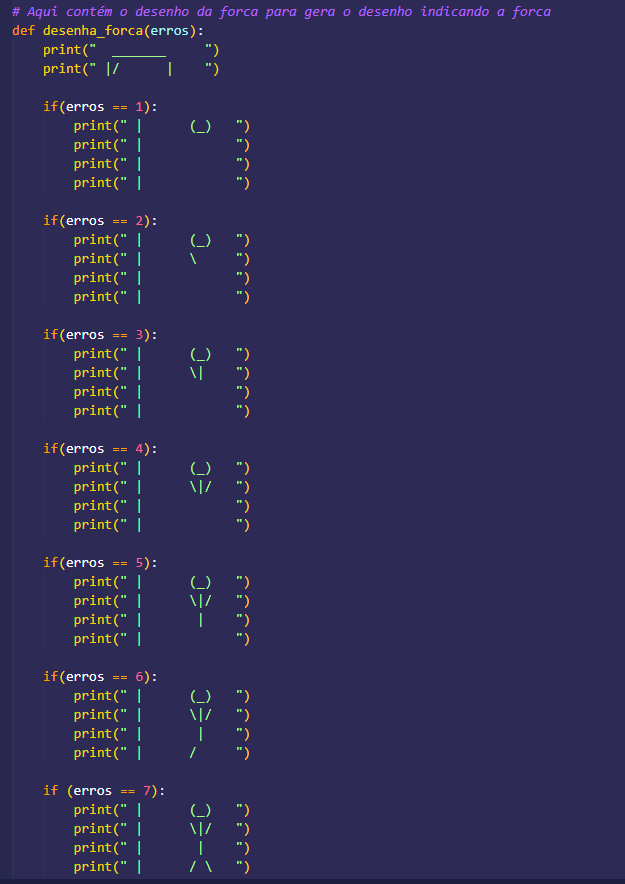 # Aqui contém o desenho da forca para gera o desenho indicando a forca
def desenha_forca(erros):
    print("  _______     ")
    print(" |/      |    ")

    if(erros == 1):
        print(" |      (_)   ")
        print(" |            ")
        print(" |            ")
        print(" |            ")

    if(erros == 2):
        print(" |      (_)   ")
        print(" |      \     ")
        print(" |            ")
        print(" |            ")

    if(erros == 3):
        print(" |      (_)   ")
        print(" |      \|    ")
        print(" |            ")
        print(" |            ")

    if(erros == 4):
        print(" |      (_)   ")
        print(" |      \|/   ")
        print(" |            ")
        print(" |            ")

    if(erros == 5):
        print(" |      (_)   ")
        print(" |      \|/   ")
        print(" |       |    ")
        print(" |            ")

    if(erros == 6):
        print(" |      (_)   ")
        print(" |      \|/   ")
        print(" |       |    ")
        print(" |      /     ")

    if (erros == 7):
        print(" |      (_)   ")
        print(" |      \|/   ")
        print(" |       |    ")
        print(" |      / \   ")